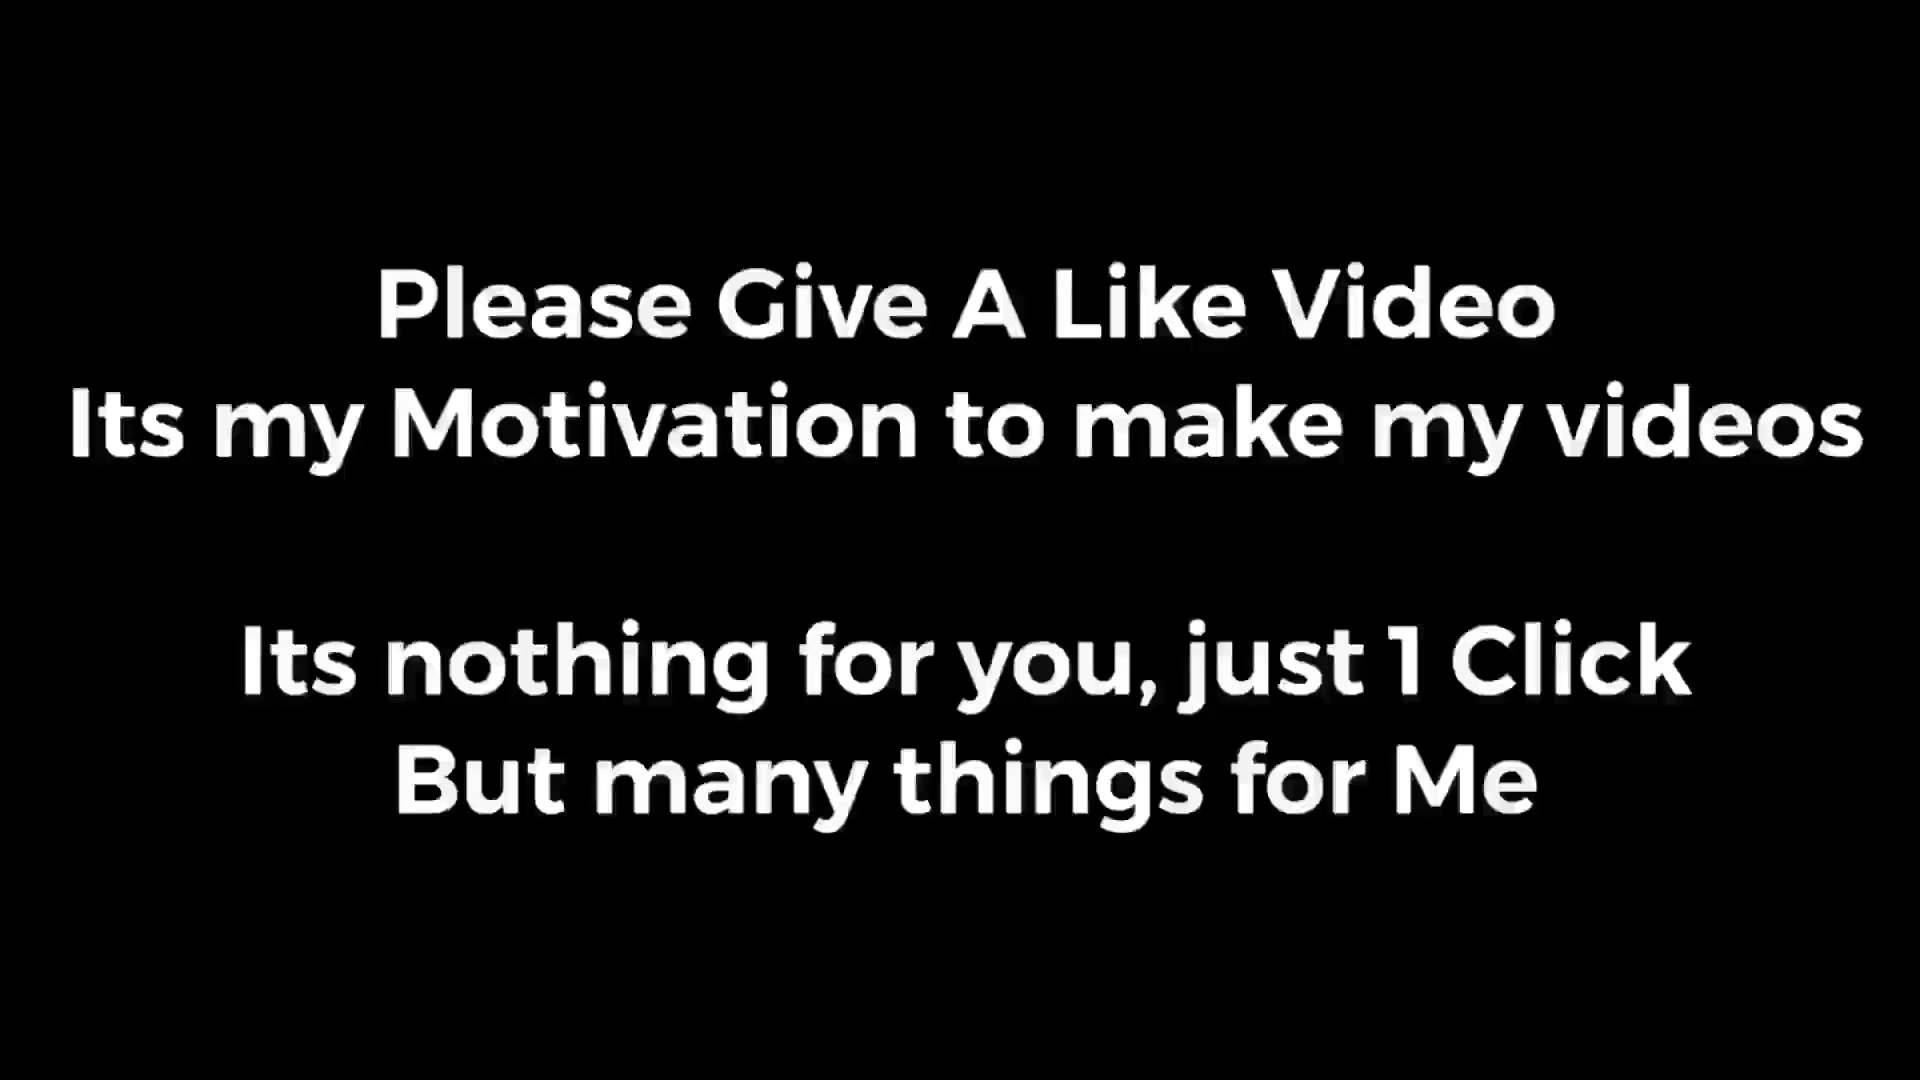 Please Give A Like Video
Its my Motivation to make my videos
Its nothing for you, just 1 Click
But many things for Me